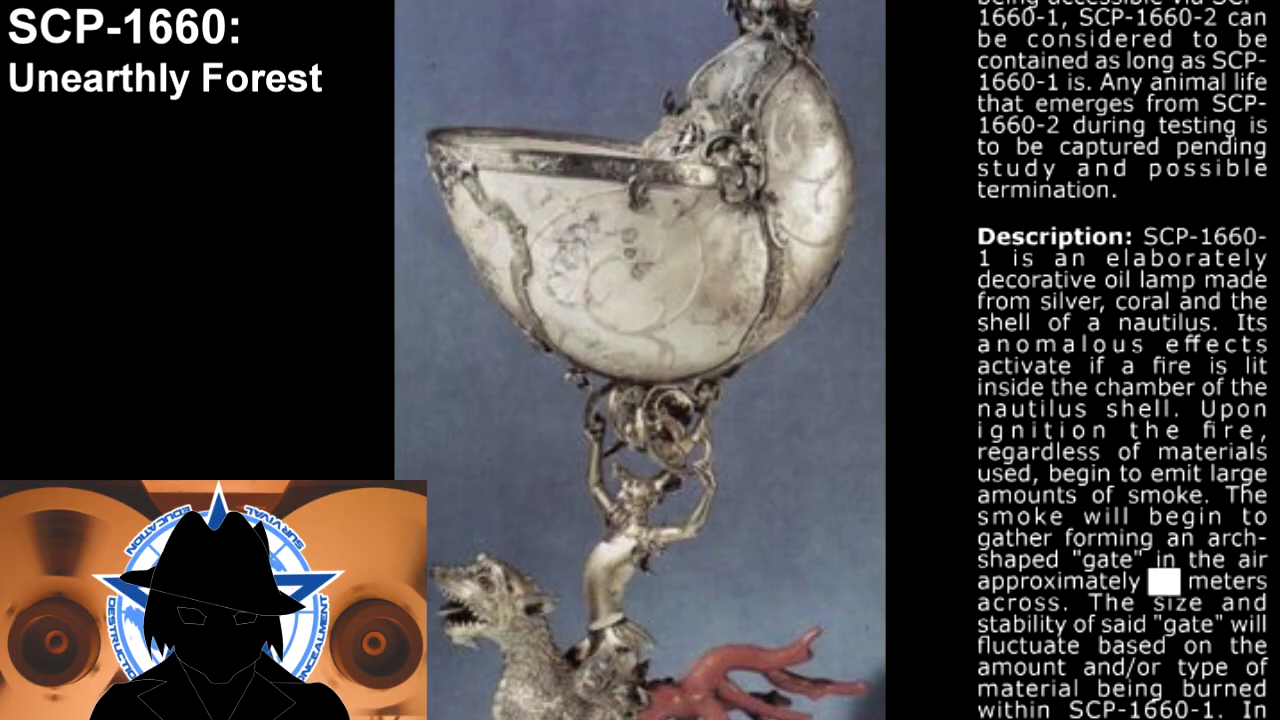 SCP-1660:
Unearthly Forest
being accessible via SCP-
1660-1, SCP-1660-2 can
be considered to be
contained as long as SCP-
1660-1 is. Any animal life
that emerges from SCP-
1660-2 during testing is
to be captured pending
study and possible
termination.
Description: SCP-1660-
1 is an elaborately
decorative oil lamp made
from silver, coral and the
shell of a nautilus. Its
anomalous effects
activate if a fire is lit
inside the chamber of the
nautilus shell. Upon
ignition the fire,
regardless of materials
used, begin to emit large
amounts of smoke. The
smoke will begin to
gather forming an arch-
shaped "gate" in the air
approximately meters
across. The size and
stability of said "gate" will
fluctuate based on the
amount and/or type of
material being burned
within SCP-1660-1. In
EDUCATION
SURVIVAL